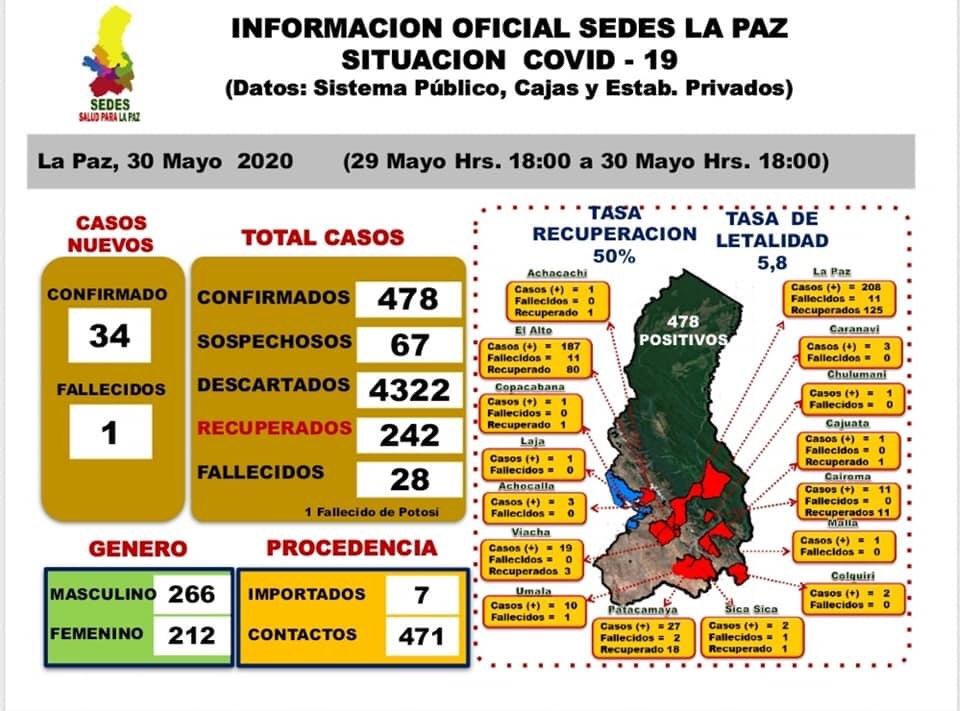 SEDES
SALUD PARA LA PAZ
INFORMACION OFICIAL SEDES LA PAZ
SITUACION COVID - 19
(Datos: Sistema Público, Cajas y Estab. Privados)
La Paz, 30 Mayo 2020 (29 Mayo Hrs. 18:00 a 30 Mayo Hrs. 18:00)
CASOS
NUEVOS
CONFIRMADO
34
FALLECIDOS
1
TOTAL CASOS
CONFIRMADOS 478
SOSPECHOSOS 67
DESCARTADOS 4322
RECUPERADOS 242
FALLECIDOS 28
1 Fallecido de Potosí
GENERO
MASCULINO 266
FEMENINO 212
PROCEDENCIA
IMPORTADOS 7
CONTACTOS 471
TASA
RECUPERACION
50%
TASA DE
LETALIDAD
5,8
478
POSITIVOS
Achacachi
Casos (+) = 1
Fallecidos = 0
Recuperado 1
El Alto
Casos (+) = 187
Fallecidos = 11
Recuperado 80
Copacabana
Casos (+) = 1
Fallecidos = 0
Recuperado 1
Laja
Casos (+) = 1
Fallecidos = 0
Achocalla
Casos (+) = 3
Fallecidos = 0
Viacha
Casos (+) = 19
Fallecidos = 0
Recuperados 3
Umala
Casos (+) = 10
Fallecidos = 1
Patacamaya
Casos (+) = 27
Fallecidos = 2
Recuperado 18
Sica Sica
Casos (+) = 2
Fallecidos = 1
Recuperado 1
La Paz
Casos (+) = 208
Fallecidos = 11
Recuperados 125
Caranavi
Casos (+) = 3
Fallecidos = 0
Chulumani
Casos (+) = 1
Fallecidos = 0
Cajuata
Casos (+) = 1
Fallecidos = 0
Recuperado 1
Cairoma
Casos (+) = 11
Fallecidos = 0
Recuperados 11
Malla
Casos (+) = 1
Fallecidos = 0
Colquiri
Casos (+) = 2
Fallecidos = 0